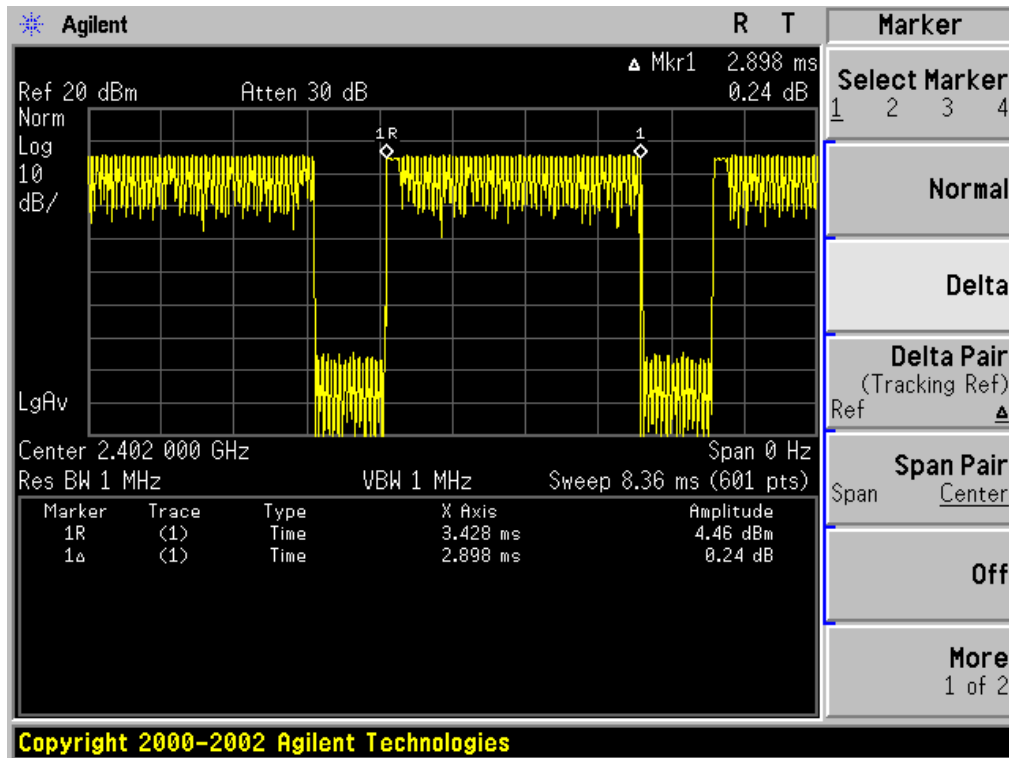 Agilent R T
Δ Mkr1 2.898 ms
Ref 20 dBm Atten 30 dB 0.24 dB
Norm
Log
10
dB/
1R 1
LgAv
Center 2.402 000 GHz Span 0 Hz
Res BW 1 MHz VBW 1 MHz Sweep 8.36 ms (601 pts)
Marker Trace Type X Axis Amplitude
1R (1) Time 3.428 ms 4.46 dBm
1Δ (1) Time 2.898 ms 0.24 dB
Copyright 2000-2002 Agilent Technologies
Marker
Select Marker
1 2 3 4
Normal
Delta
Delta Pair
(Tracking Ref)
Ref Δ
Span Pair
Span Center
Off
More
1 of 2